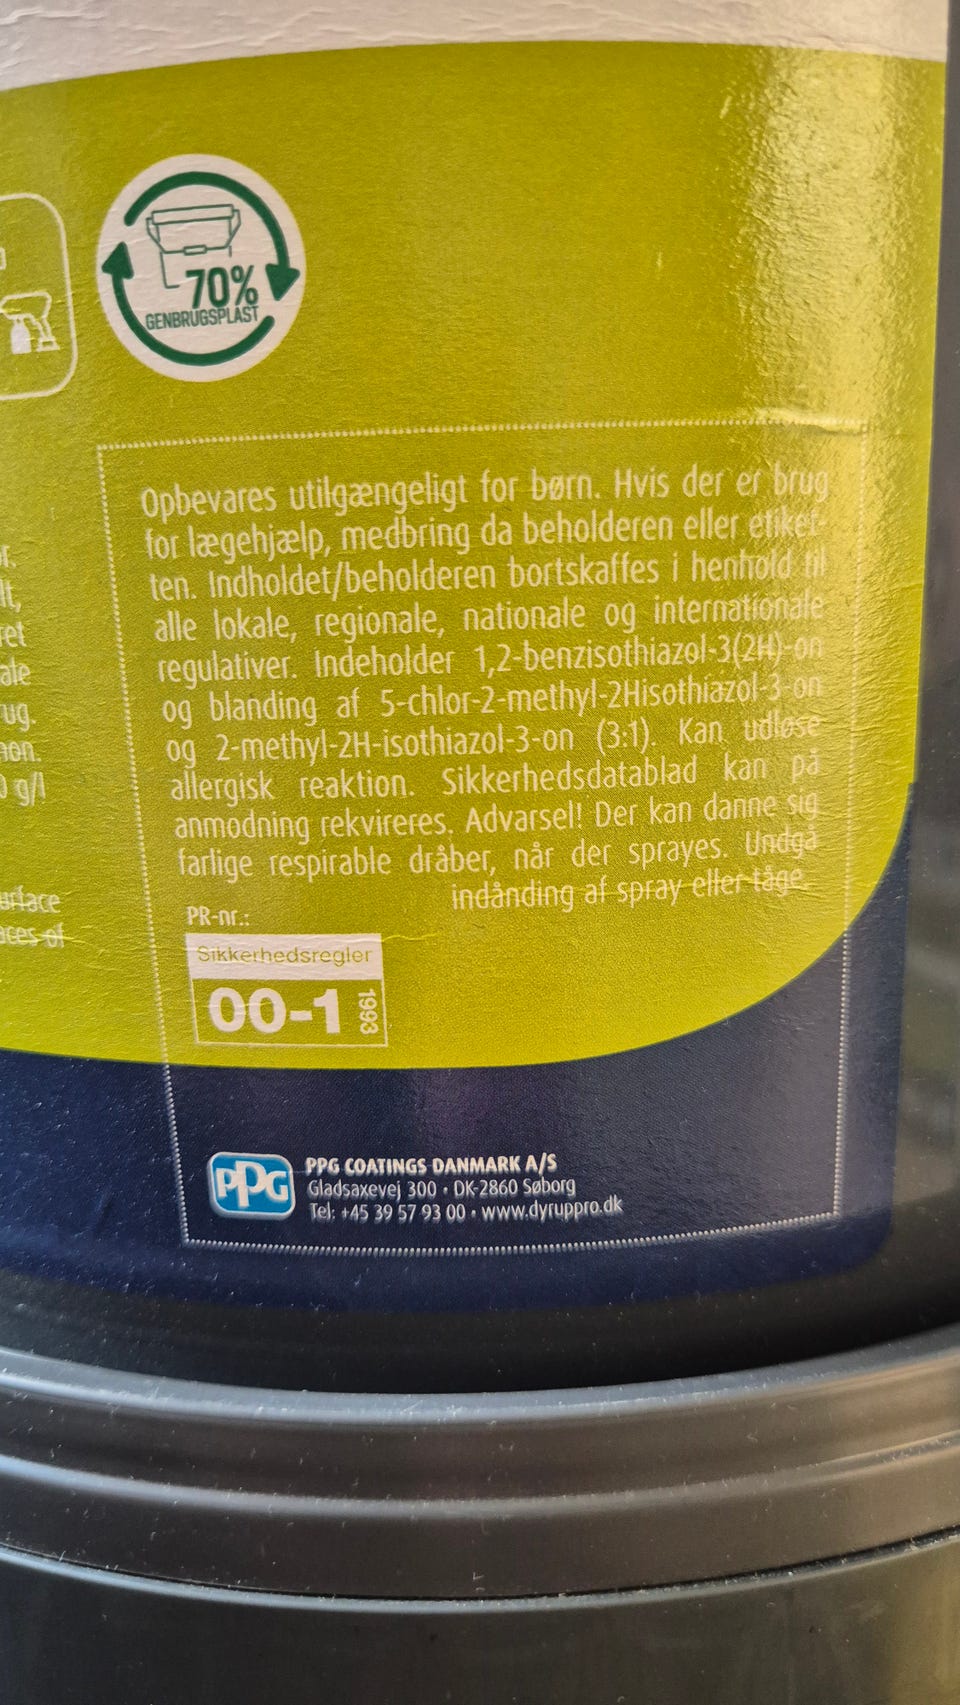 70%
GENBRUGSPLAST
Opbevares utilgængeligt for børn. Hvis der er brug
for lægehjælp, medbring da beholderen eller etiket-
ten. Indholdet/beholderen bortskaffes i henhold til
alle lokale, regionale, nationale og internationale
regulativer. Indeholder 1,2-benzisothiazol-3(2H)-on
og blanding af 5-chlor-2-methyl-2Hisothiazol-3-on
og 2-methyl-2H-isothiazol-3-on (3:1). Kan udløse
allergisk reaktion. Sikkerhedsdatablad kan på
anmodning rekvireres. Advarsel! Der kan danne sig
farlige respirable dråber, når der sprayes. Undgå
indånding af spray eller tåge.
PR-nr.:
Sikkerhedsregler
00-1 1993
PPG
PPG COATINGS DANMARK A/S
Gladsaxevej 300 • DK-2860 Søborg
Tel: +45 39 57 93 00 • www.dyruppro.dk
g/l
of